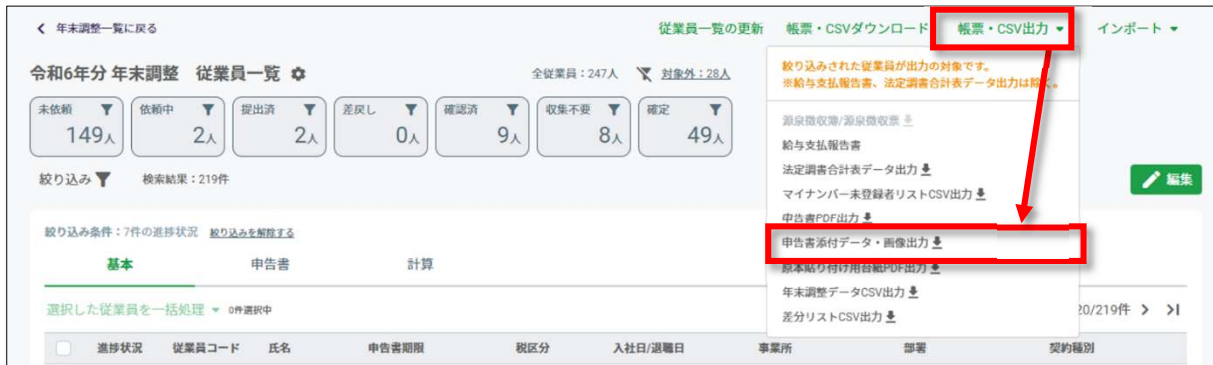 年末調整一覧に戻る
従業員一覧の更新 帳票・CSVダウンロード 帳票・CSV出力 インポート
令和6年分 年末調整 従業員一覧
全従業員：247人 対象外：28人
未依頼 依頼中 提出済 差戻し 確認済 収集不要 確定
149人 2人 2人 0人 9人 8人 49人
絞り込み 検索結果：219件
編集
絞り込みされた従業員が出力の対象です。
※給与支払報告書、法定調書合計表データ出力は除く。
源泉徴収簿/源泉徴収票
給与支払報告書
法定調書合計表データ出力
マイナンバー未登録者リストCSV出力
申告書PDF出力
申告書添付データ・画像出力
原本貼り付け用台紙PDF出力
年末調整データCSV出力
差分リストCSV出力
絞り込み条件：7件の進捗状況 絞り込みを解除する
基本 申告書 計算
選択した従業員を一括処理 0件選択中
20/219件
進捗状況 従業員コード 氏名 申告書期限 税区分 入社日/退職日 事業所 部署 契約種別